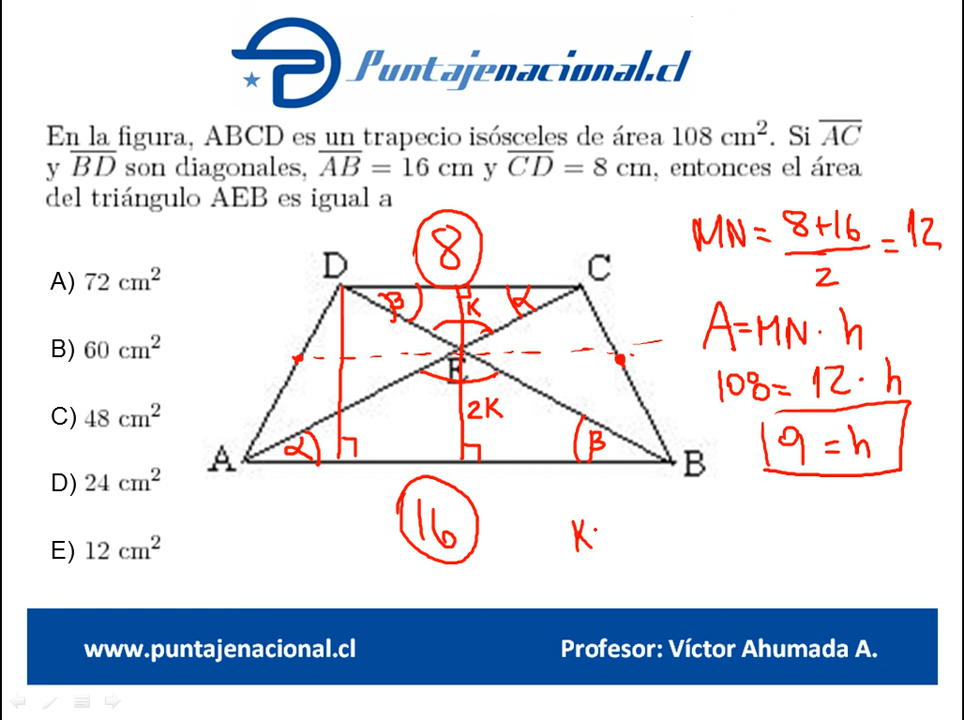 Puntajenacional.cl
En la figura, ABCD es un trapecio isósceles de área 108 cm². Si AC
y BD son diagonales, AB = 16 cm y CD = 8 cm, entonces el área
del triángulo AEB es igual a
A) 72 cm²
B) 60 cm²
C) 48 cm²
D) 24 cm²
E) 12 cm²
8
D
C
β
K
α
E
2K
α
β
A
B
16
K.
MN = 8+16/2 = 12
A = MN · h
108 = 12 · h
9 = h
www.puntajenacional.cl
Profesor: Víctor Ahumada A.